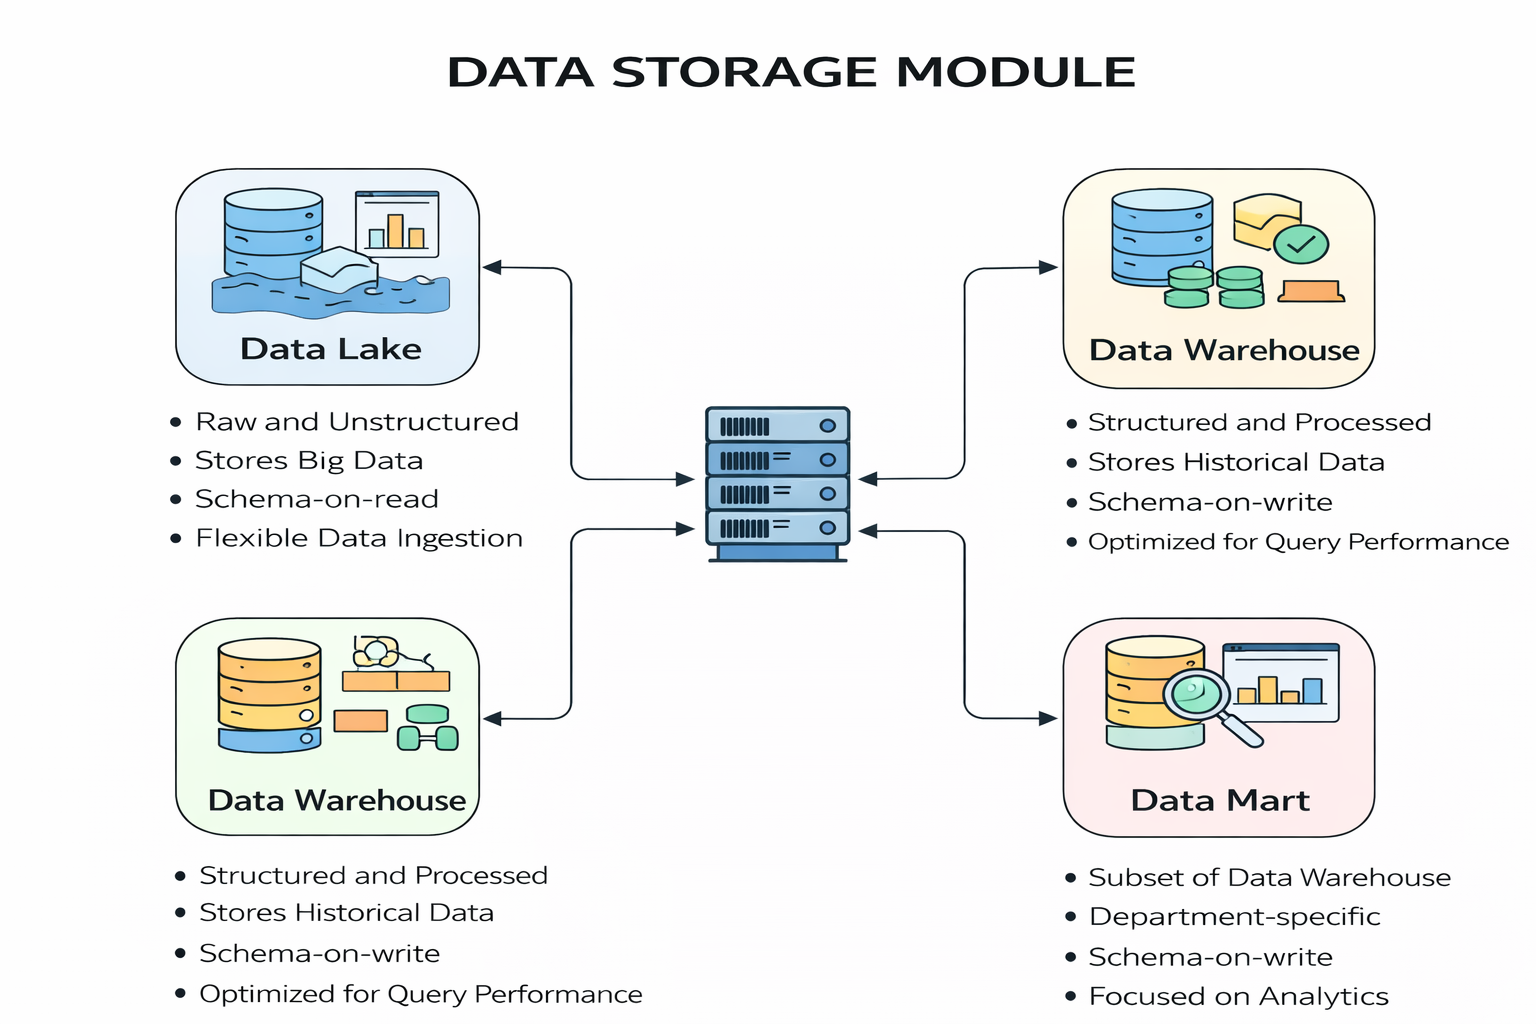 DATA STORAGE MODULE
Data Lake
• Raw and Unstructured
• Stores Big Data
• Schema-on-read
• Flexible Data Ingestion
Data Warehouse
• Structured and Processed
• Stores Historical Data
• Schema-on-write
• Optimized for Query Performance
Data Warehouse
• Structured and Processed
• Stores Historical Data
• Schema-on-write
• Optimized for Query Performance
Data Mart
• Subset of Data Warehouse
• Department-specific
• Schema-on-write
• Focused on Analytics